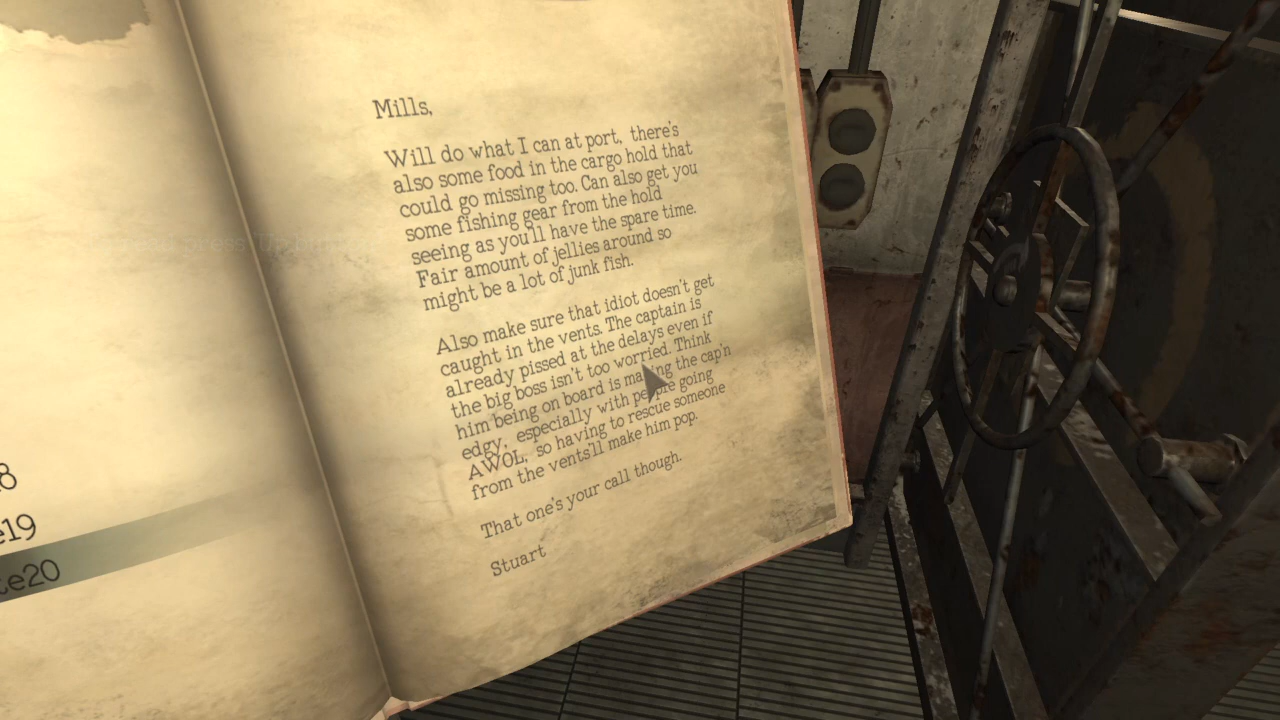 Mills,
Will do what I can at port, there's
also some food in the cargo hold that
could go missing too. Can also get you
some fishing gear from the hold
seeing as you'll have the spare time.
Fair amount of jellies around so
might be a lot of junk fish.
Also make sure that idiot doesn't get
caught in the vents. The captain is
already pissed at the delays even if
the big boss isn't too worried. Think
him being on board is making the cap'n
edgy, especially with people going
AWOL, so having to rescue someone
from the vents'll make him pop.
That one's your call though.
Stuart
8
e19
te20